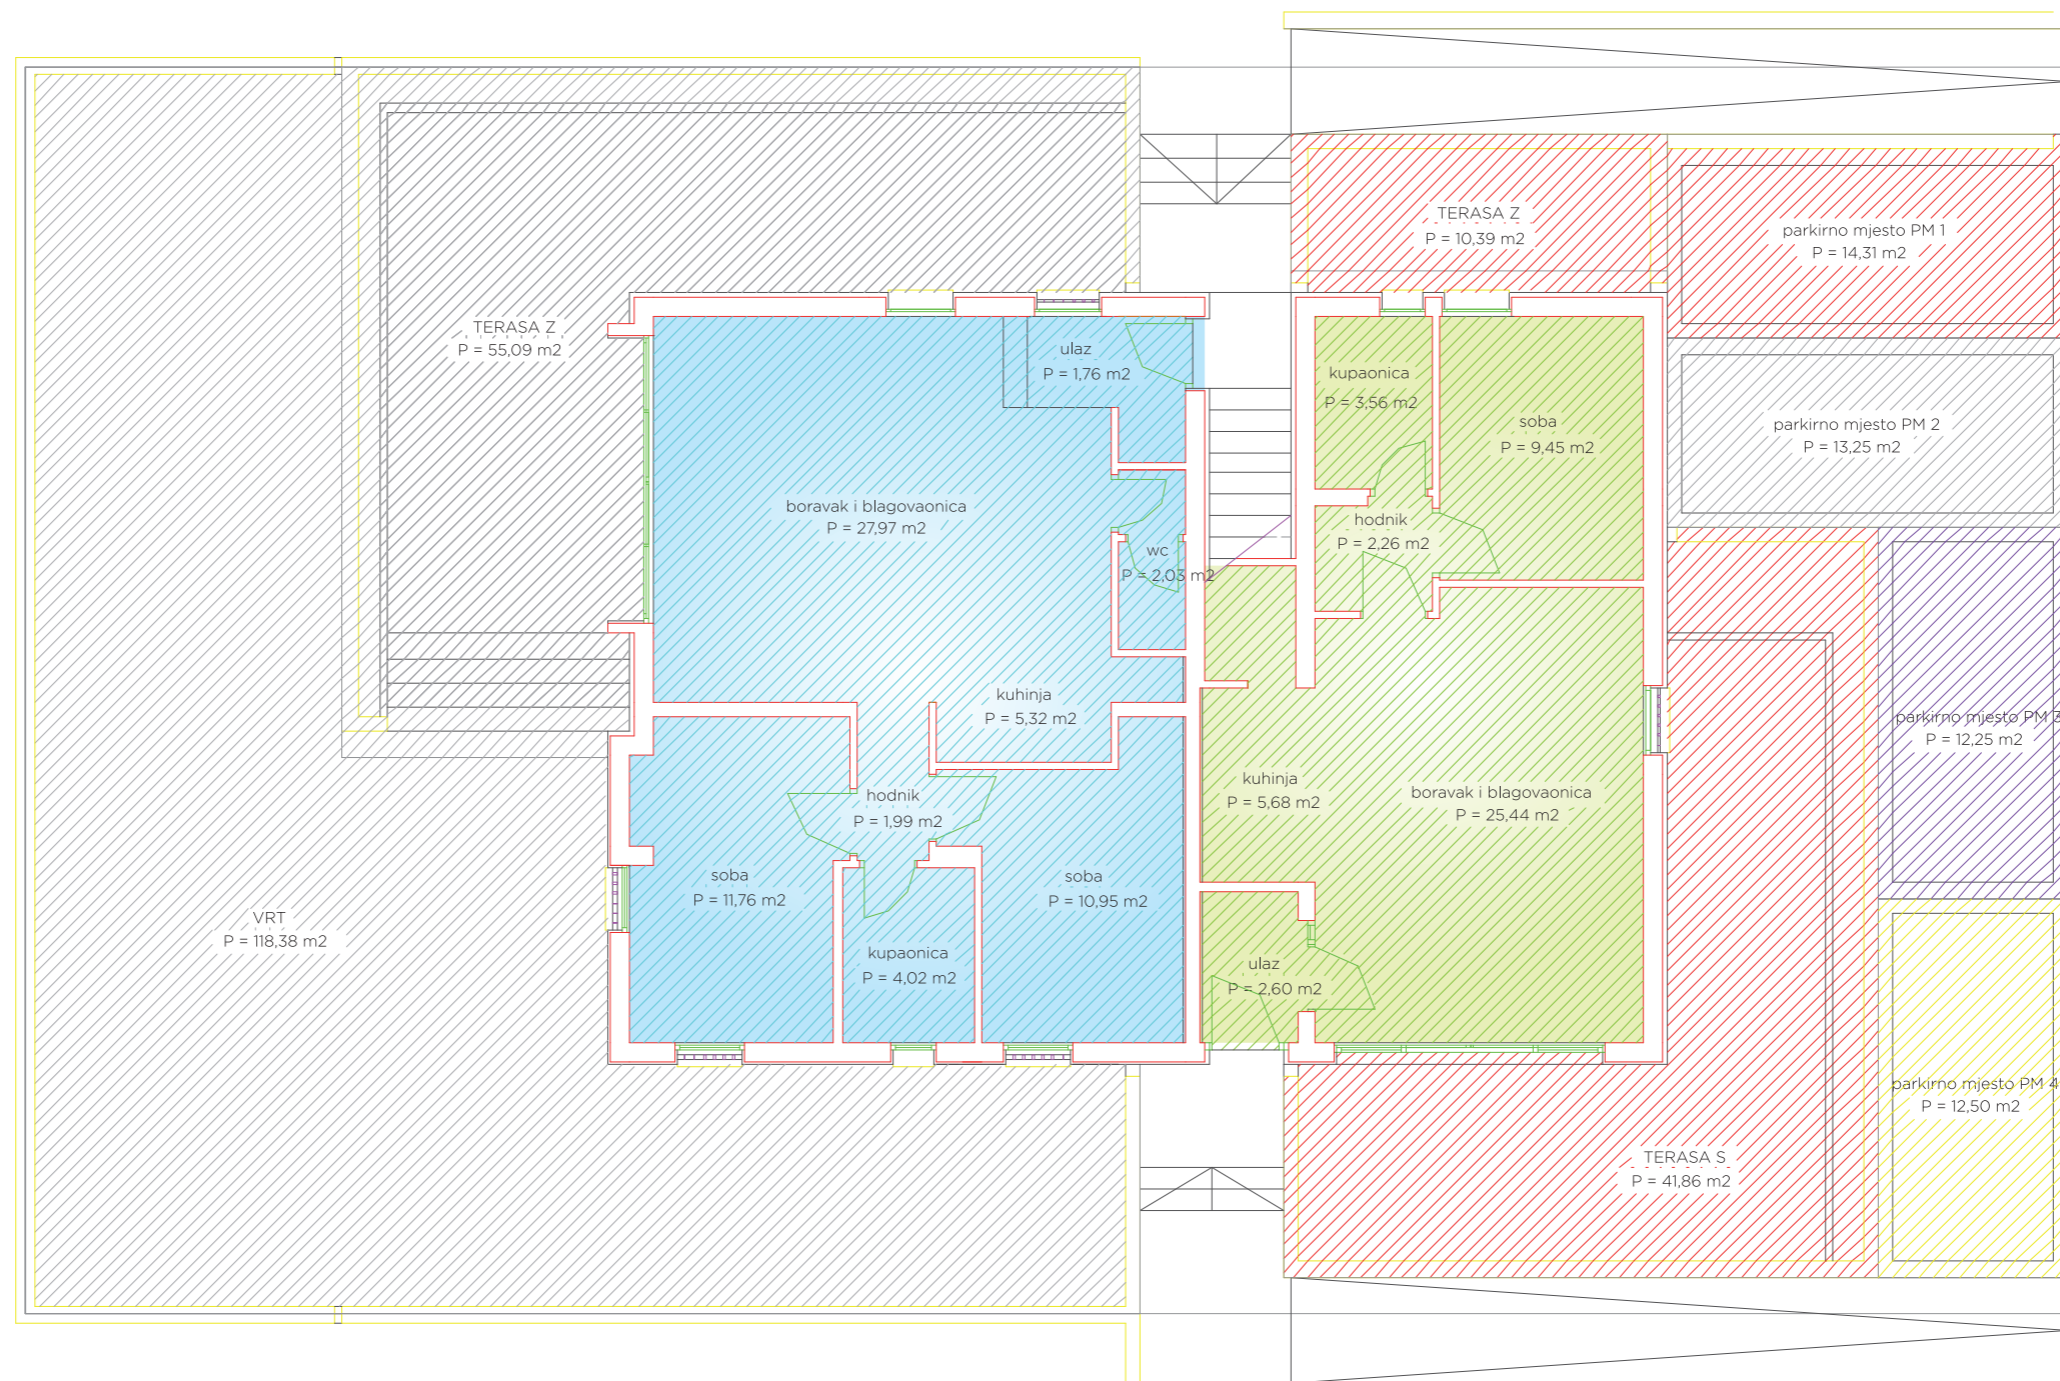 TERASA Z
P = 10,39 m2
parkirno mjesto PM 1
P = 14,31 m2
TERASA Z
P = 55,09 m2
ulaz
P = 1,76 m2
kupaonica
P = 3,56 m2
soba
P = 9,45 m2
parkirno mjesto PM 2
P = 13,25 m2
boravak i blagovaonica
P = 27,97 m2
hodnik
P = 2,26 m2
wc
P = 2,03 m2
kuhinja
P = 5,32 m2
parkirno mjesto PM 3
P = 12,25 m2
kuhinja
P = 5,68 m2
boravak i blagovaonica
P = 25,44 m2
hodnik
P = 1,99 m2
soba
P = 11,76 m2
soba
P = 10,95 m2
VRT
P = 118,38 m2
kupaonica
P = 4,02 m2
ulaz
P = 2,60 m2
parkirno mjesto PM 4
P = 12,50 m2
TERASA S
P = 41,86 m2